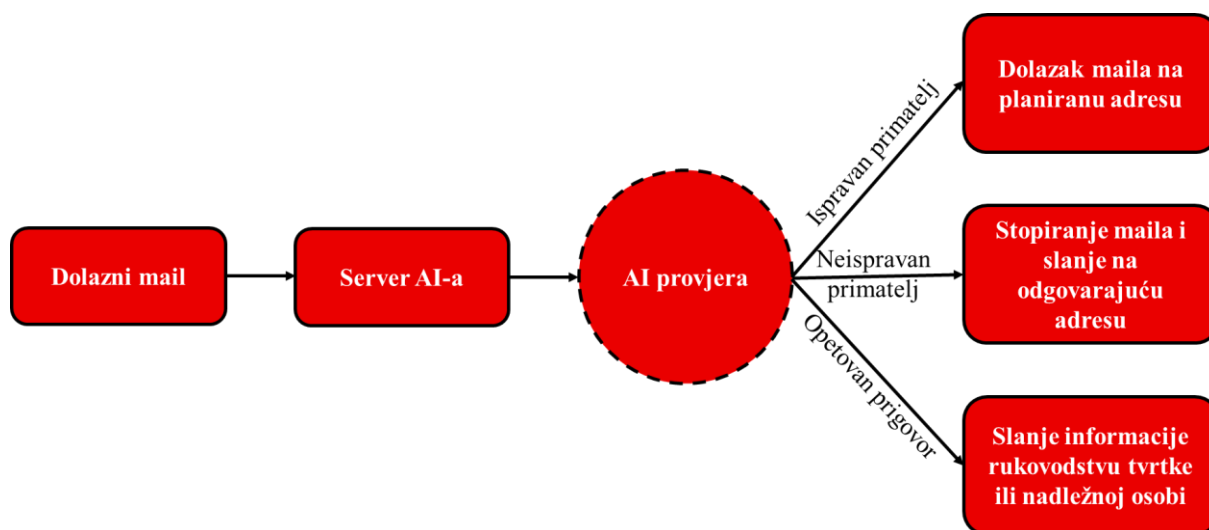 Dolazni mail
Server AI-a
AI provjera
Ispravan primatelj
Neispravan
primatelj
Opetovan prigovor
Dolazak maila na
planiranu adresu
Stopiranje maila i
slanje na
odgovarajuću
adresu
Slanje informacije
rukovodstvu tvrtke
ili nadležnoj osobi